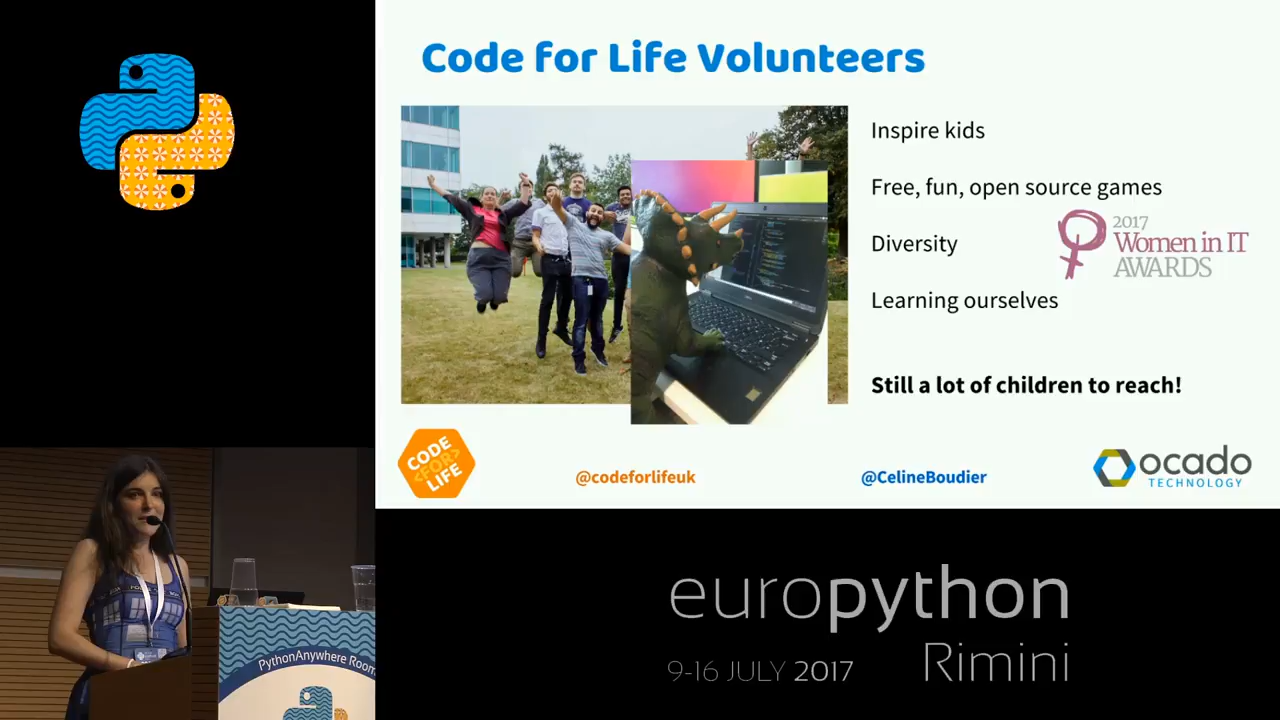 Code for Life Volunteers
Inspire kids
Free, fun, open source games
Diversity
2017
Women in IT
AWARDS
Learning ourselves
Still a lot of children to reach!
CODE
<FOR>
LIFE
@codeforlifeuk
@CelineBoudier
ocado
TECHNOLOGY
PythonAnywhere Room
europython
9-16 JULY 2017
Rimini